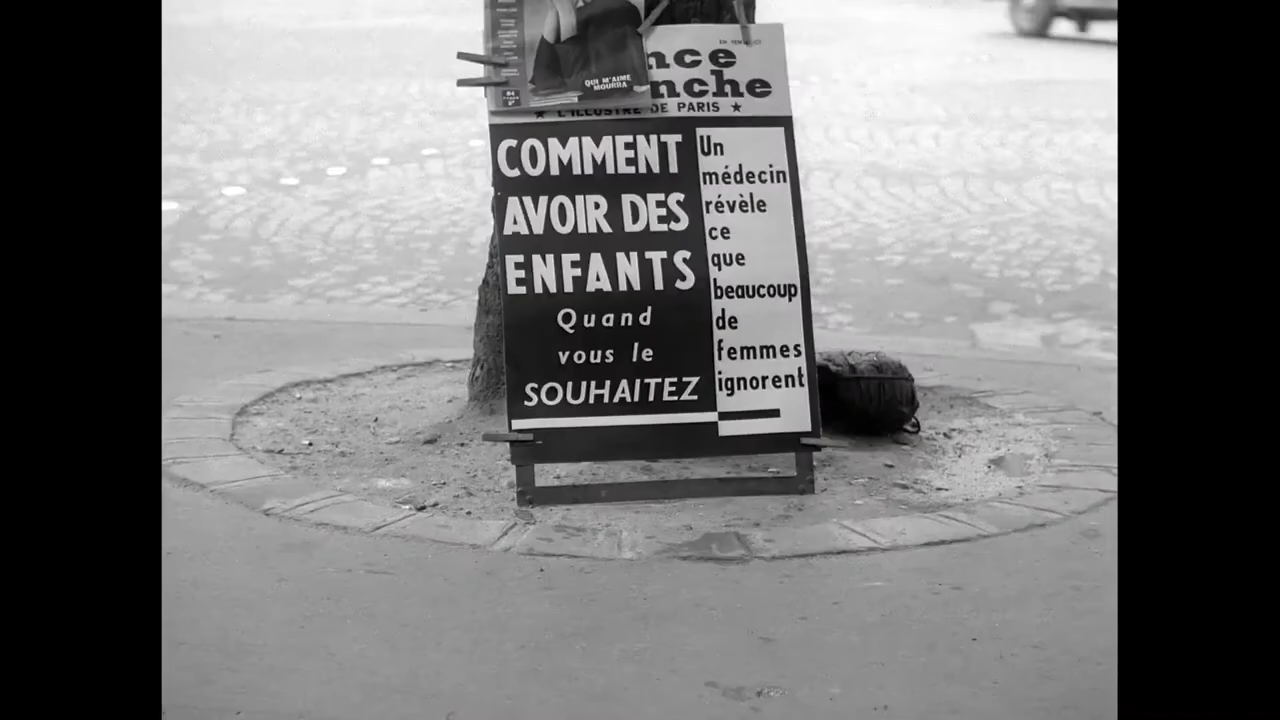 QUI M'AIME
MOURRA
nce
nche
★ L'ILLUSTRÉ DE PARIS ★
COMMENT
AVOIR DES
ENFANTS
Quand
vous le
SOUHAITEZ
Un
médecin
révèle
ce
que
beaucoup
de
femmes
ignorent